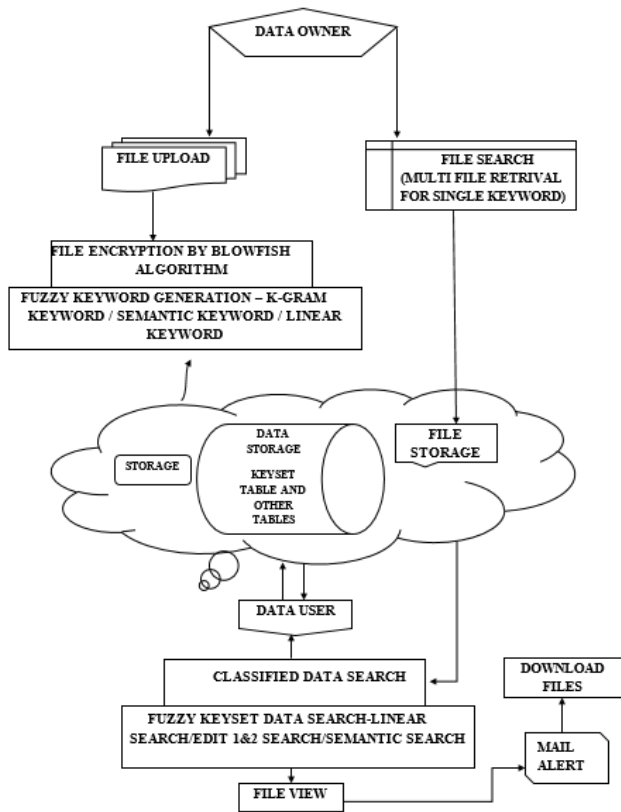 DATA OWNER
FILE UPLOAD
FILE SEARCH
(MULTI FILE RETRIVAL
FOR SINGLE KEYWORD)
FILE ENCRYPTION BY BLOWFISH
ALGORITHM
FUZZY KEYWORD GENERATION – K-GRAM
KEYWORD / SEMANTIC KEYWORD / LINEAR
KEYWORD
STORAGE
DATA
STORAGE
KEYSET
TABLE AND
OTHER
TABLES
FILE
STORAGE
DATA USER
CLASSIFIED DATA SEARCH
FUZZY KEYSET DATA SEARCH-LINEAR
SEARCH/EDIT 1&2 SEARCH/SEMANTIC SEARCH
FILE VIEW
MAIL
ALERT
DOWNLOAD
FILES